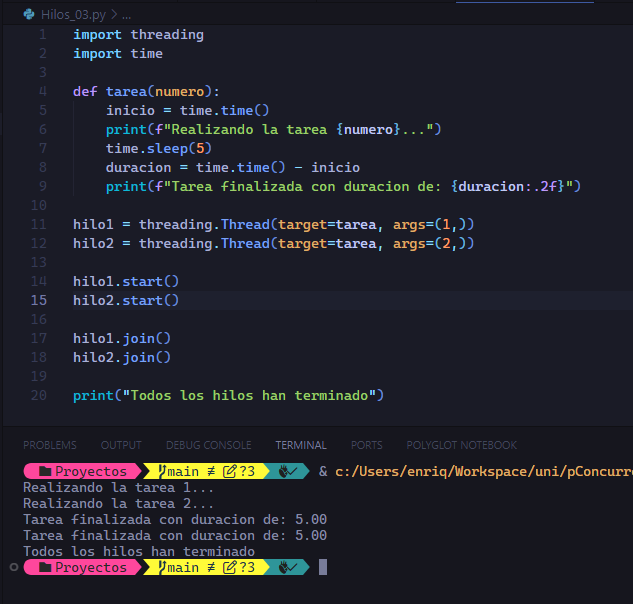 Hilos_03.py > ...
1 import threading
2 import time
3
4 def tarea(numero):
5     inicio = time.time()
6     print(f"Realizando la tarea {numero}...")
7     time.sleep(5)
8     duracion = time.time() - inicio
9     print(f"Tarea finalizada con duracion de: {duracion:.2f}")
10
11 hilo1 = threading.Thread(target=tarea, args=(1,))
12 hilo2 = threading.Thread(target=tarea, args=(2,))
13
14 hilo1.start()
15 hilo2.start()
16
17 hilo1.join()
18 hilo2.join()
19
20 print("Todos los hilos han terminado")
PROBLEMS OUTPUT DEBUG CONSOLE TERMINAL PORTS POLYGLOT NOTEBOOK
Proyectos main ≢ ?3 & c:/Users/enriq/Workspace/uni/pConcurre
Realizando la tarea 1...
Realizando la tarea 2...
Tarea finalizada con duracion de: 5.00
Tarea finalizada con duracion de: 5.00
Todos los hilos han terminado
Proyectos main ≢ ?3